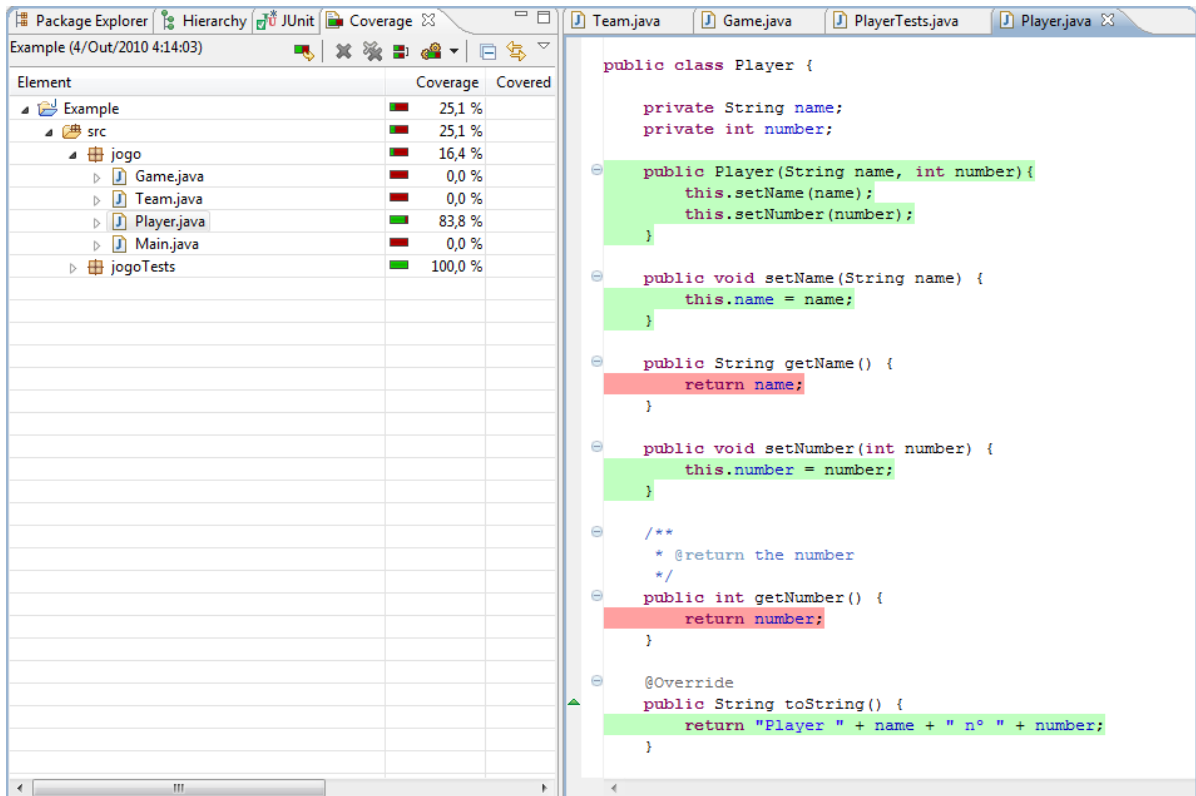 Package Explorer Hierarchy JUnit Coverage
Example (4/Out/2010 4:14:03)
Element Coverage Covered
Example 25,1 %
src 25,1 %
jogo 16,4 %
Game.java 0,0 %
Team.java 0,0 %
Player.java 83,8 %
Main.java 0,0 %
jogoTests 100,0 %
Team.java Game.java PlayerTests.java Player.java
public class Player {
private String name;
private int number;
public Player(String name, int number){
this.setName(name);
this.setNumber(number);
}
public void setName(String name) {
this.name = name;
}
public String getName() {
return name;
}
public void setNumber(int number) {
this.number = number;
}
/**
* @return the number
*/
public int getNumber() {
return number;
}
@Override
public String toString() {
return "Player " + name + " nº " + number;
}